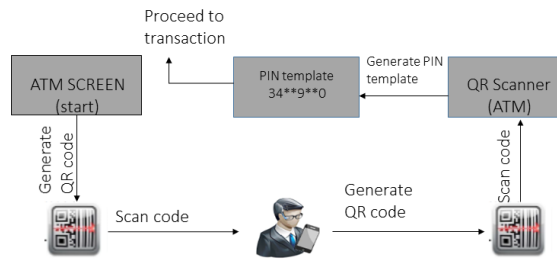 Proceed to
transaction
ATM SCREEN
(start)
PIN template
34**9**0
Generate PIN
template
QR Scanner
(ATM)
Generate
QR code
Scan code
Generate
QR code
Scan code